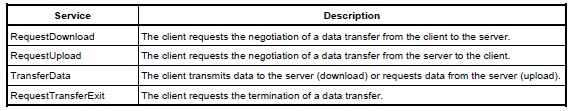 Service Description
RequestDownload The client requests the negotiation of a data transfer from the client to the server.
RequestUpload The client requests the negotiation of a data transfer from the server to the client.
TransferData The client transmits data to the server (download) or requests data from the server (upload).
RequestTransferExit The client requests the termination of a data transfer.